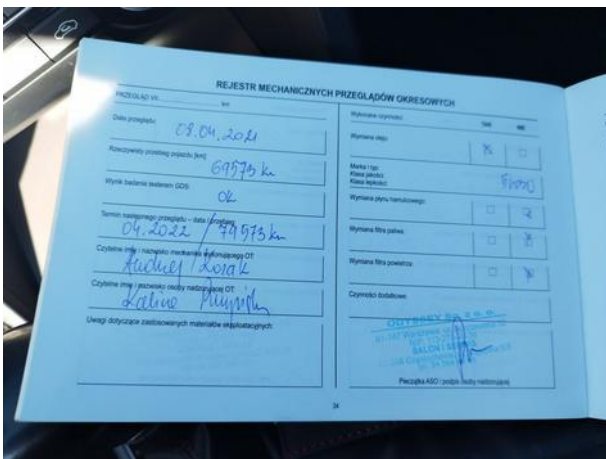 REJESTR MECHANICZNYCH PRZEGLĄDÓW OKRESOWYCH
PRZEGLĄD VII km
Data przeglądu:
09.04.2021
Rzeczywisty przebieg pojazdu [km]:
69573 km
Wynik badania testerem GDS:
OK
Termin następnego przeglądu – data / przebieg:
04.2022 / 79573 km
Czytelne imię i nazwisko mechanika wykonującego OT:
Czytelne imię i nazwisko osoby nadzorującej OT:
Uwagi dotyczące zastosowanych materiałów eksploatacyjnych:
Wykonane czynności: TAK NIE
Wymiana oleju:
Marka i typ:
Klasa jakości:
Klasa lepkości:
Wymiana płynu hamulcowego:
Wymiana filtra paliwa:
Wymiana filtra powietrza:
Czynności dodatkowe:
ODYSSEY Sp. z o.o.
SALON I SERWIS
Pieczątka ASO i podpis osoby nadzorującej
24